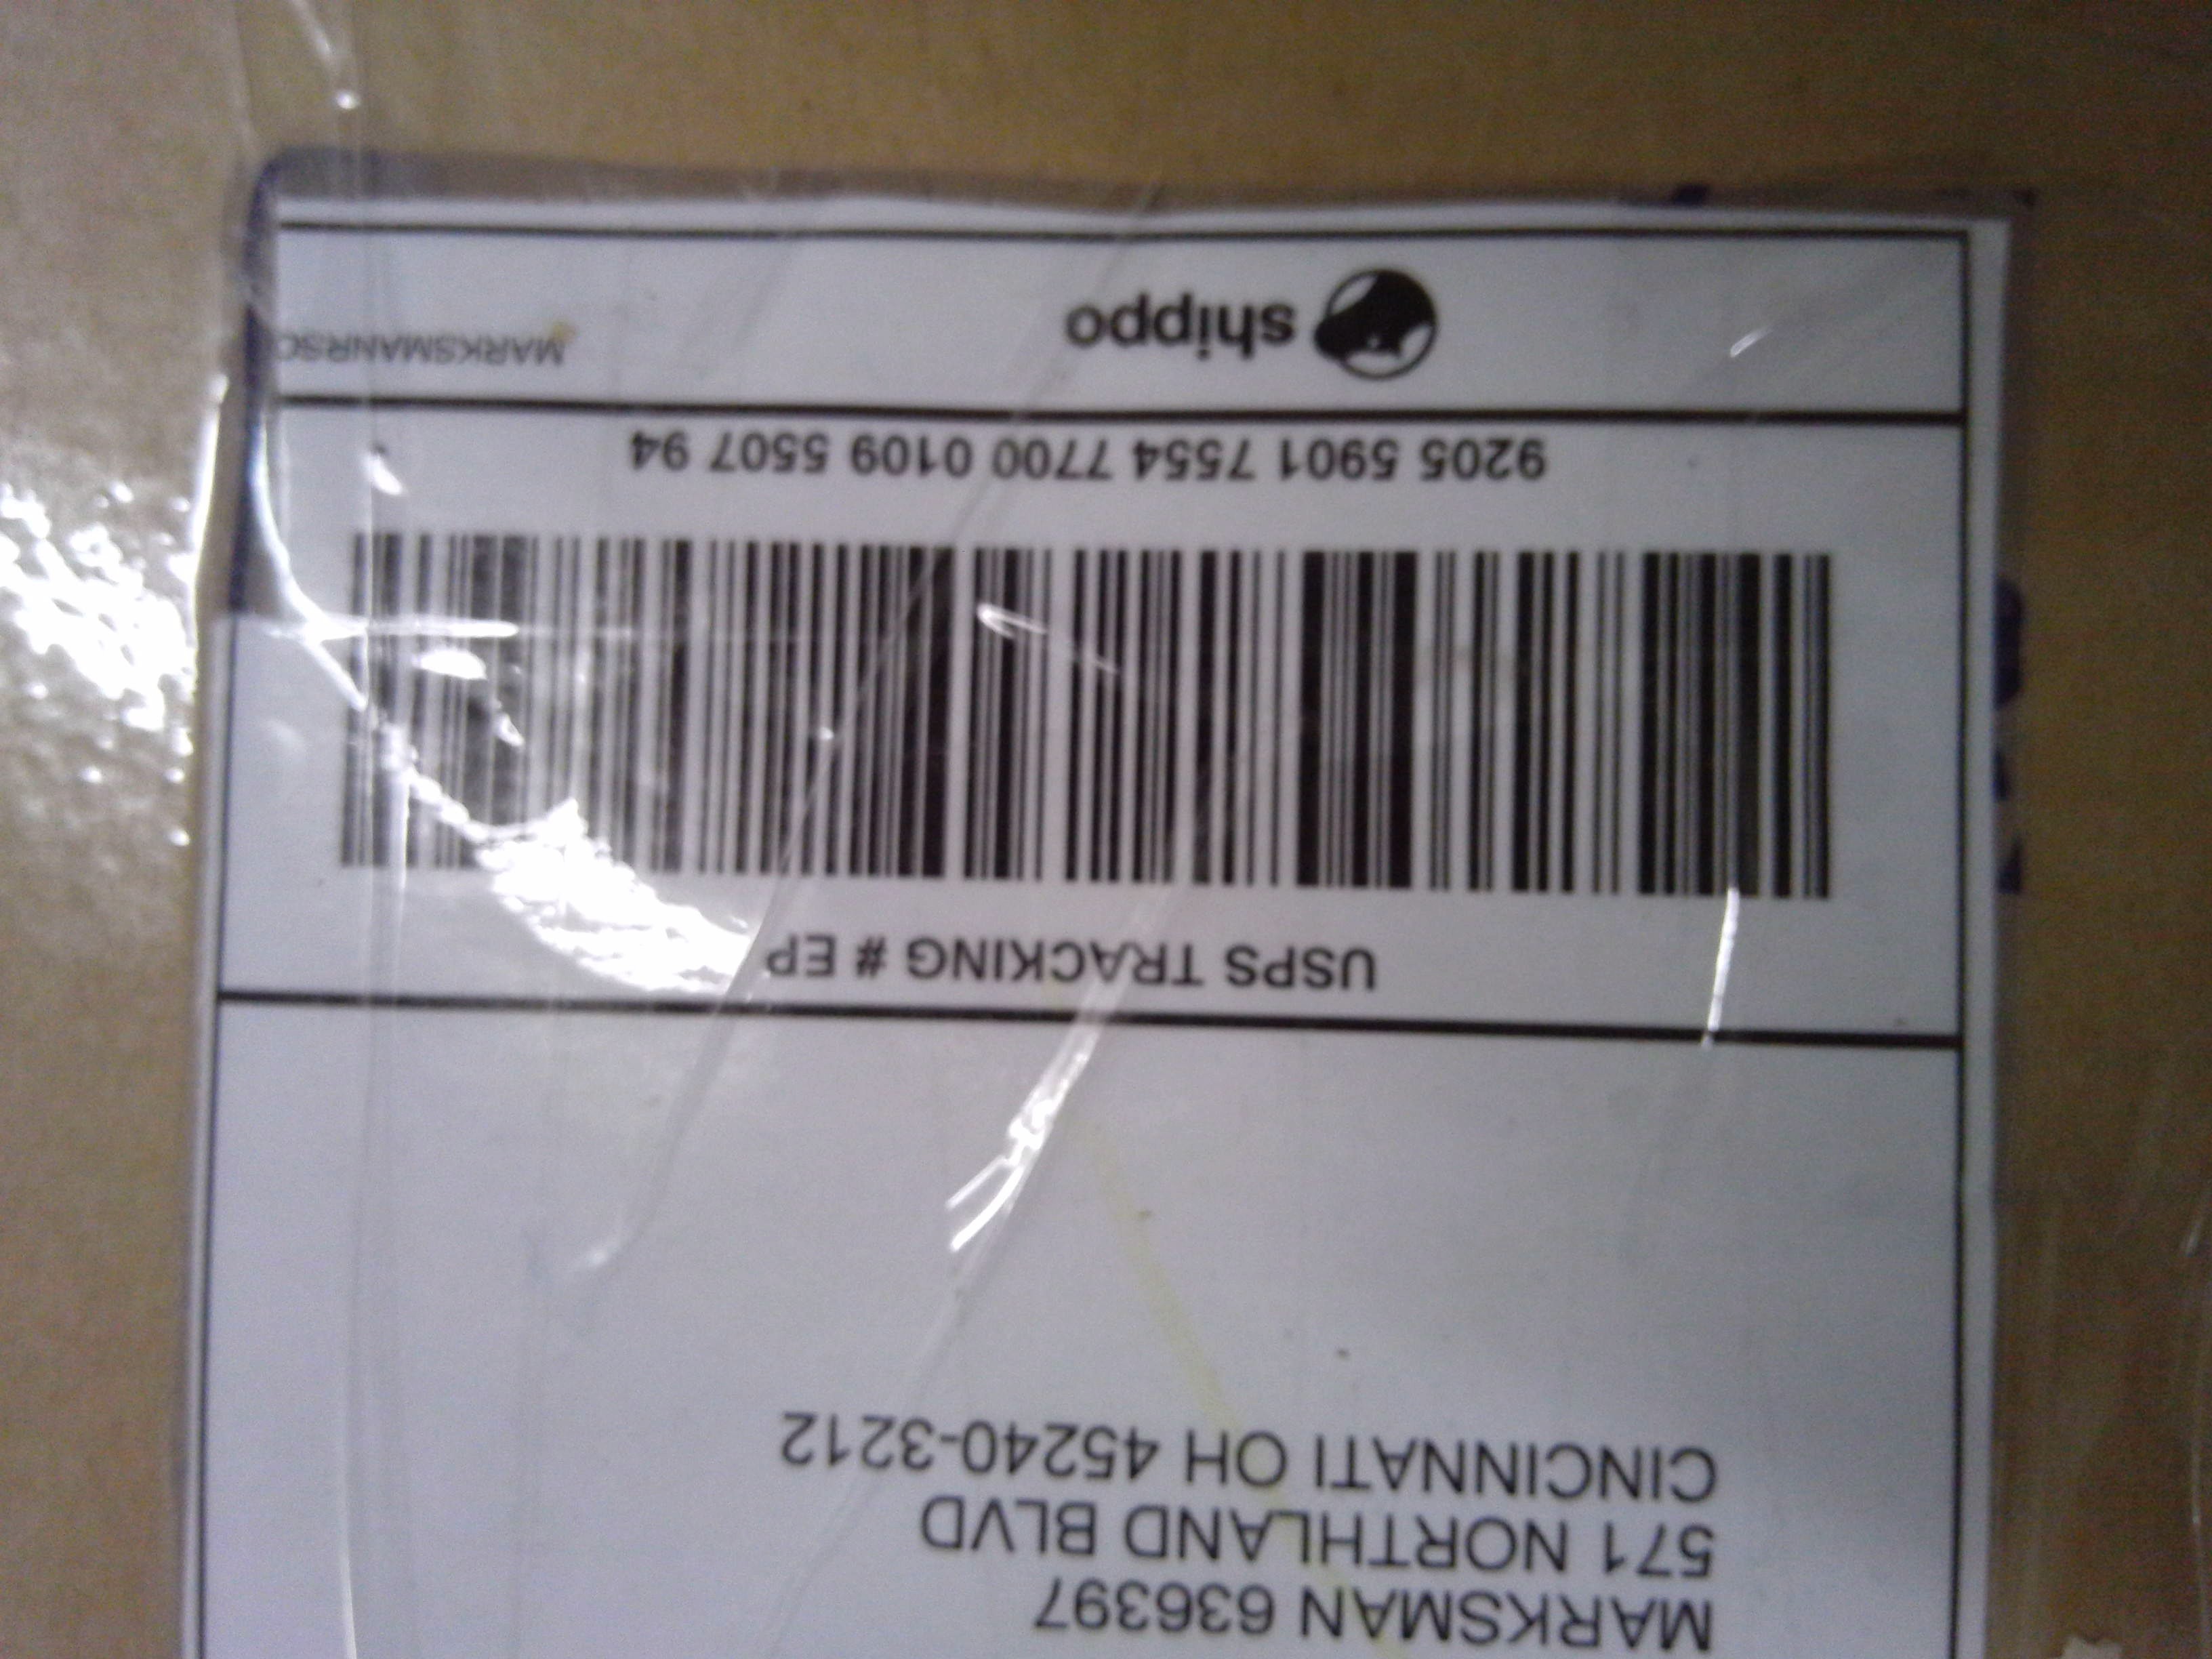 MARKSMAN 636397
571 NORTHLAND BLVD
CINCINNATI OH 45240-3212
USPS TRACKING # EP
9205 5901 7554 7700 0109 5507 94
shippo
MARKSMANRSC